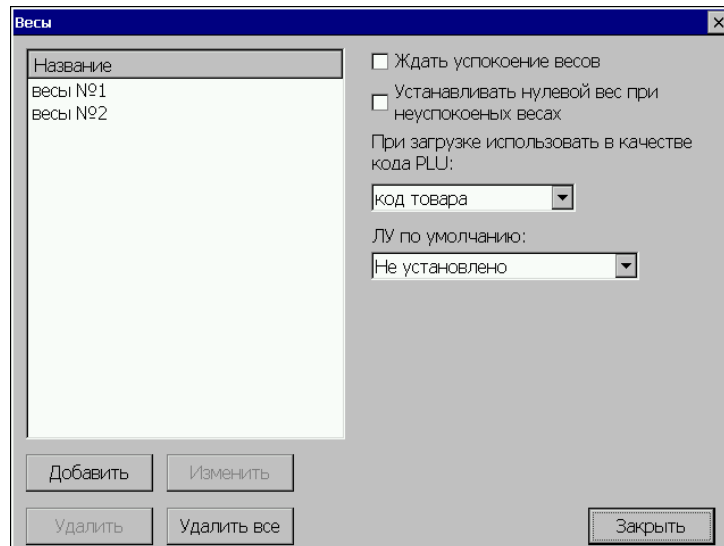 Весы
Название
весы №1
весы №2
Ждать успокоение весов
Устанавливать нулевой вес при
неуспокоеных весах
При загрузке использовать в качестве
кода PLU:
код товара
ЛУ по умолчанию:
Не установлено
Добавить
Изменить
Удалить
Удалить все
Закрыть